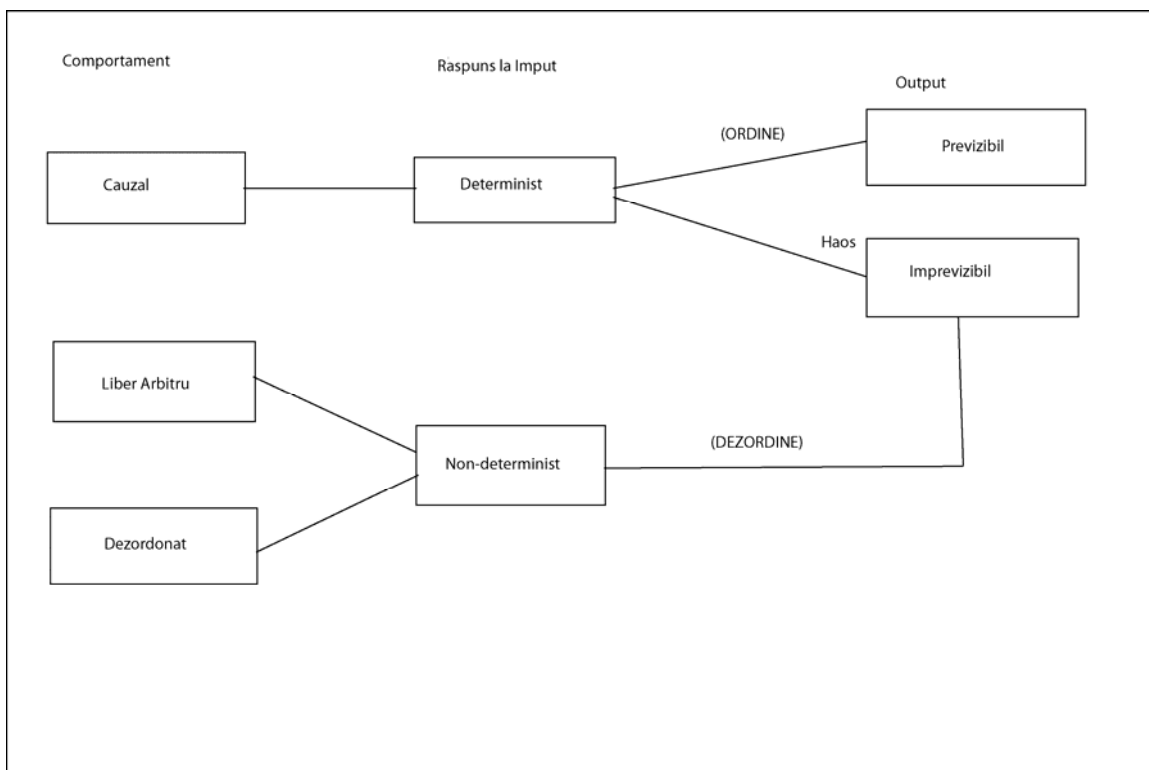 Comportament
Raspuns la Imput
Output
(ORDINE)
Previzibil
Cauzal
Determinist
Haos
Imprevizibil
Liber Arbitru
(DEZORDINE)
Non-determinist
Dezordonat